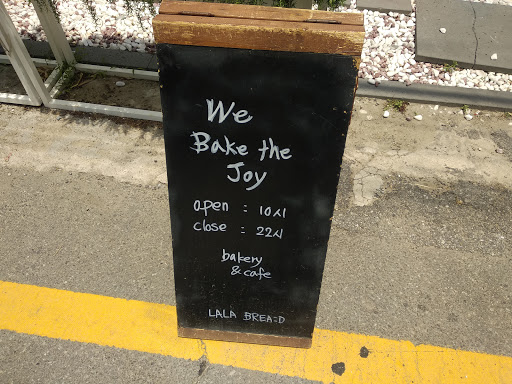 We
Bake the
Joy
open : 10시
close : 22시
bakery
& cafe
LALA BREA:D